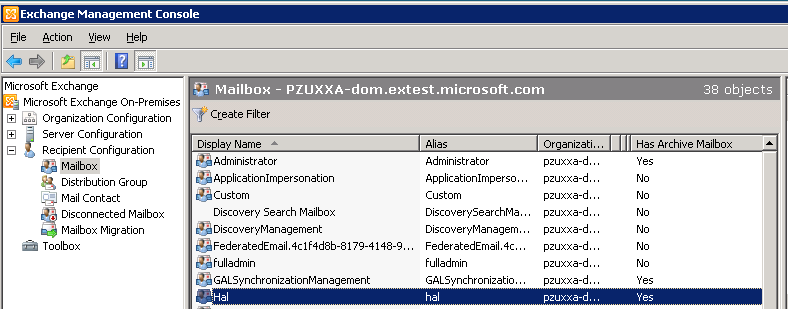 Exchange Management Console
File Action View Help
Microsoft Exchange
Microsoft Exchange On-Premises
Organization Configuration
Server Configuration
Recipient Configuration
Mailbox
Distribution Group
Mail Contact
Disconnected Mailbox
Mailbox Migration
Toolbox
Mailbox - PZUXXA-dom.extest.microsoft.com 38 objects
Create Filter
Display Name Alias Organizati... Has Archive Mailbox
Administrator Administrator pzuxxa-d... Yes
ApplicationImpersonation ApplicationImperso... pzuxxa-d... No
Custom Custom pzuxxa-d... No
Discovery Search Mailbox DiscoverySearchMa... pzuxxa-d... No
DiscoveryManagement DiscoveryManagement pzuxxa-d... No
FederatedEmail.4c1f4d8b-8179-4148-9... FederatedEmail.4c... pzuxxa-d... No
fulladmin fulladmin pzuxxa-d... No
GALSynchronizationManagement GALSynchronizatio... pzuxxa-d... Yes
Hal hal pzuxxa-d... Yes